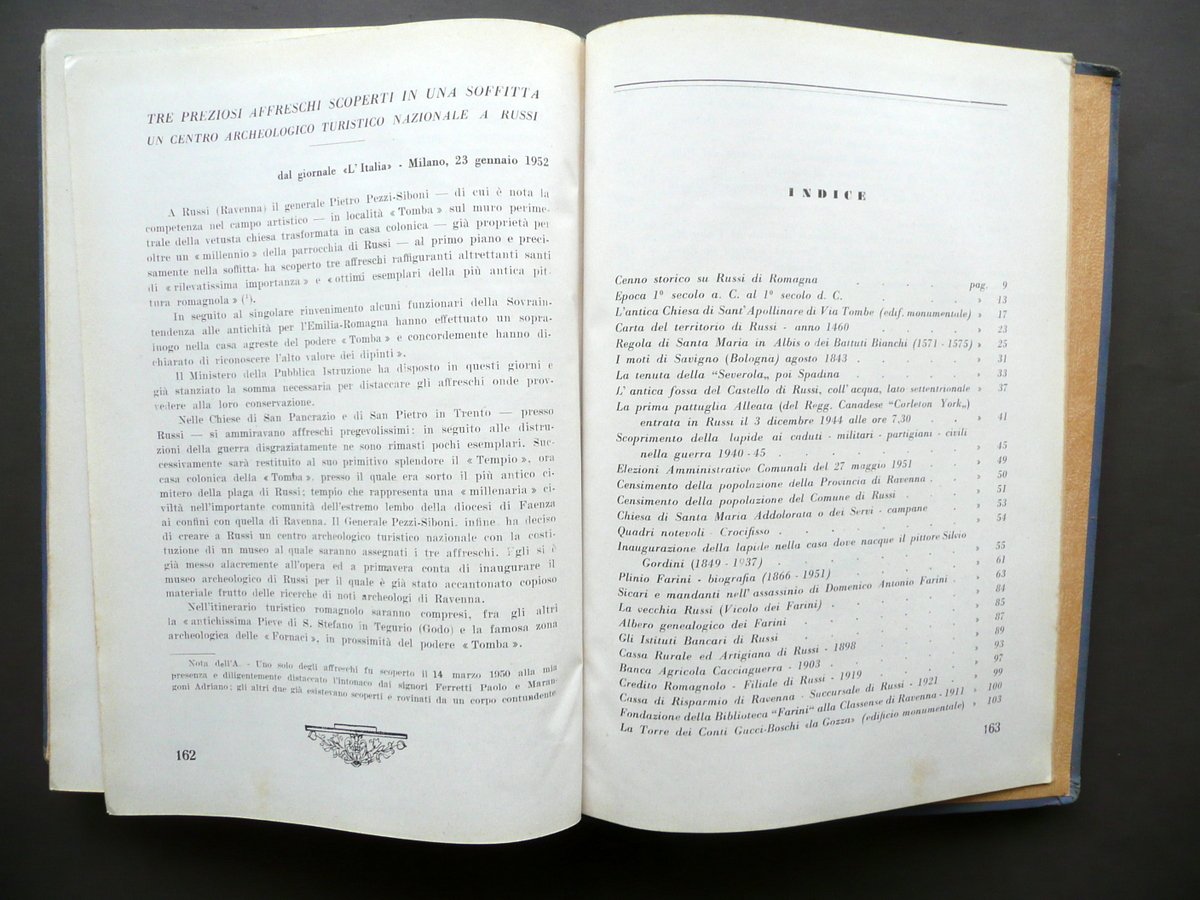 TRE PREZIOSI AFFRESCHI SCOPERTI IN UNA SOFFITTA
UN CENTRO ARCHEOLOGICO TURISTICO NAZIONALE A RUSSI
dal giornale «L'Italia» - Milano, 23 gennaio 1952
A Russi (Ravenna) il generale Pietro Pezzi-Siboni — di cui è nota la
competenza nel campo artistico — in località «Tomba» sul muro perime-
trale della vetusta chiesa trasformata in casa colonica — già proprietà per
oltre un «millennio» della parrocchia di Russi — al primo piano e preci-
samente nella soffitta, ha scoperto tre affreschi raffiguranti altrettanti santi
di «rilevatissima importanza» e «ottimi esemplari della più antica pit
tura romagnola» (¹).
In seguito al singolare rinvenimento alcuni funzionari della Sovrain-
tendenza alle antichità per l'Emilia-Romagna hanno effettuato un sopra-
luogo nella casa agreste del podere «Tomba» e concordemente hanno di-
chiarato di riconoscere l'alto valore dei dipinti».
Il Ministero della Pubblica Istruzione ha disposto in questi giorni e
già stanziato la somma necessaria per distaccare gli affreschi onde prov-
vedere alla loro conservazione.
Nelle Chiese di San Pancrazio e di San Pietro in Trento — presso
Russi — si ammiravano affreschi pregevolissimi: in seguito alle distru-
zioni della guerra disgraziatamente ne sono rimasti pochi esemplari. Suc-
cessivamente sarà restituito al suo primitivo splendore il «Tempio», ora
casa colonica della «Tomba», presso il quale era sorto il più antico ci-
mitero della plaga di Russi; tempio che rappresenta una «millenaria» ci-
viltà nell'importante comunità dell'estremo lembo della diocesi di Faenza
ai confini con quella di Ravenna. Il Generale Pezzi-Siboni, infine, ha deciso
di creare a Russi un centro archeologico turistico nazionale con la costi-
tuzione di un museo al quale saranno assegnati i tre affreschi. Egli si è
già messo alacremente all'opera ed a primavera conta di inaugurare il
museo archeologico di Russi per il quale è già stato accantonato copioso
materiale frutto delle ricerche di noti archeologi di Ravenna.
Nell'itinerario turistico romagnolo saranno compresi, fra gli altri
la «antichissima Pieve di S. Stefano in Tegurio (Godo) e la famosa zona
archeologica delle «Fornaci», in prossimità del podere «Tomba».
Nota dell'A. - Uno solo degli affreschi fu scoperto il 14 marzo 1950 alla mia
presenza e diligentemente distaccato l'intonaco dai signori Ferretti Paolo e Maran-
goni Adriano; gli altri due già esistevano scoperti e rovinati da un corpo contundente
162
INDICE
Cenno storico su Russi di Romagna . . . . pag. 9
Epoca 1º secolo a. C. al 1º secolo d. C. . . . . » 13
L'antica Chiesa di Sant'Apollinare di Via Tombe (edif. monumentale) » 17
Carta del territorio di Russi - anno 1460 . . . . » 23
Regola di Santa Maria in Albis o dei Battuti Bianchi (1571 - 1575) » 25
I moti di Savigno (Bologna) agosto 1843 . . . . » 31
La tenuta della "Severola„ poi Spadina . . . . » 33
L'antica fossa del Castello di Russi, coll'acqua, lato settentrionale » 37
La prima pattuglia Alleata (del Regg. Canadese "Corleton York„)
entrata in Russi il 3 dicembre 1944 alle ore 7,30 . . » 41
Scoprimento della lapide ai caduti - militari - partigiani - civili
nella guerra 1940 - 45 . . . . . » 45
Elezioni Amministrative Comunali del 27 maggio 1951 . . » 49
Censimento della popolazione della Provincia di Ravenna . . » 50
Censimento della popolazione del Comune di Russi . . . » 51
Chiesa di Santa Maria Addolorata o dei Servi - campane . » 53
Quadri notevoli - Crocifisso . . . . . » 54
Inaugurazione della lapide nella casa dove nacque il pittore Silvio
Gordini (1849 - 1937) . . . . . » 55
Plinio Farini - biografia (1866 - 1951) . . . . » 61
Sicari e mandanti nell'assassinio di Domenico Antonio Farini . » 63
La vecchia Russi (Vicolo dei Farini) . . . . » 84
Albero genealogico dei Farini . . . . . » 85
Gli Istituti Bancari di Russi . . . . . » 87
Cassa Rurale ed Artigiana di Russi - 1898 . . . » 89
Banca Agricola Cacciaguerra - 1903 . . . . » 93
Credito Romagnolo - Filiale di Russi - 1919 . . . » 97
Cassa di Risparmio di Ravenna - Succursale di Russi - 1921 . » 99
Fondazione della Biblioteca "Farini" alla Classense di Ravenna - 1911 » 100
La Torre dei Conti Gucci-Boschi «la Gozza» (edificio monumentale) » 103
163